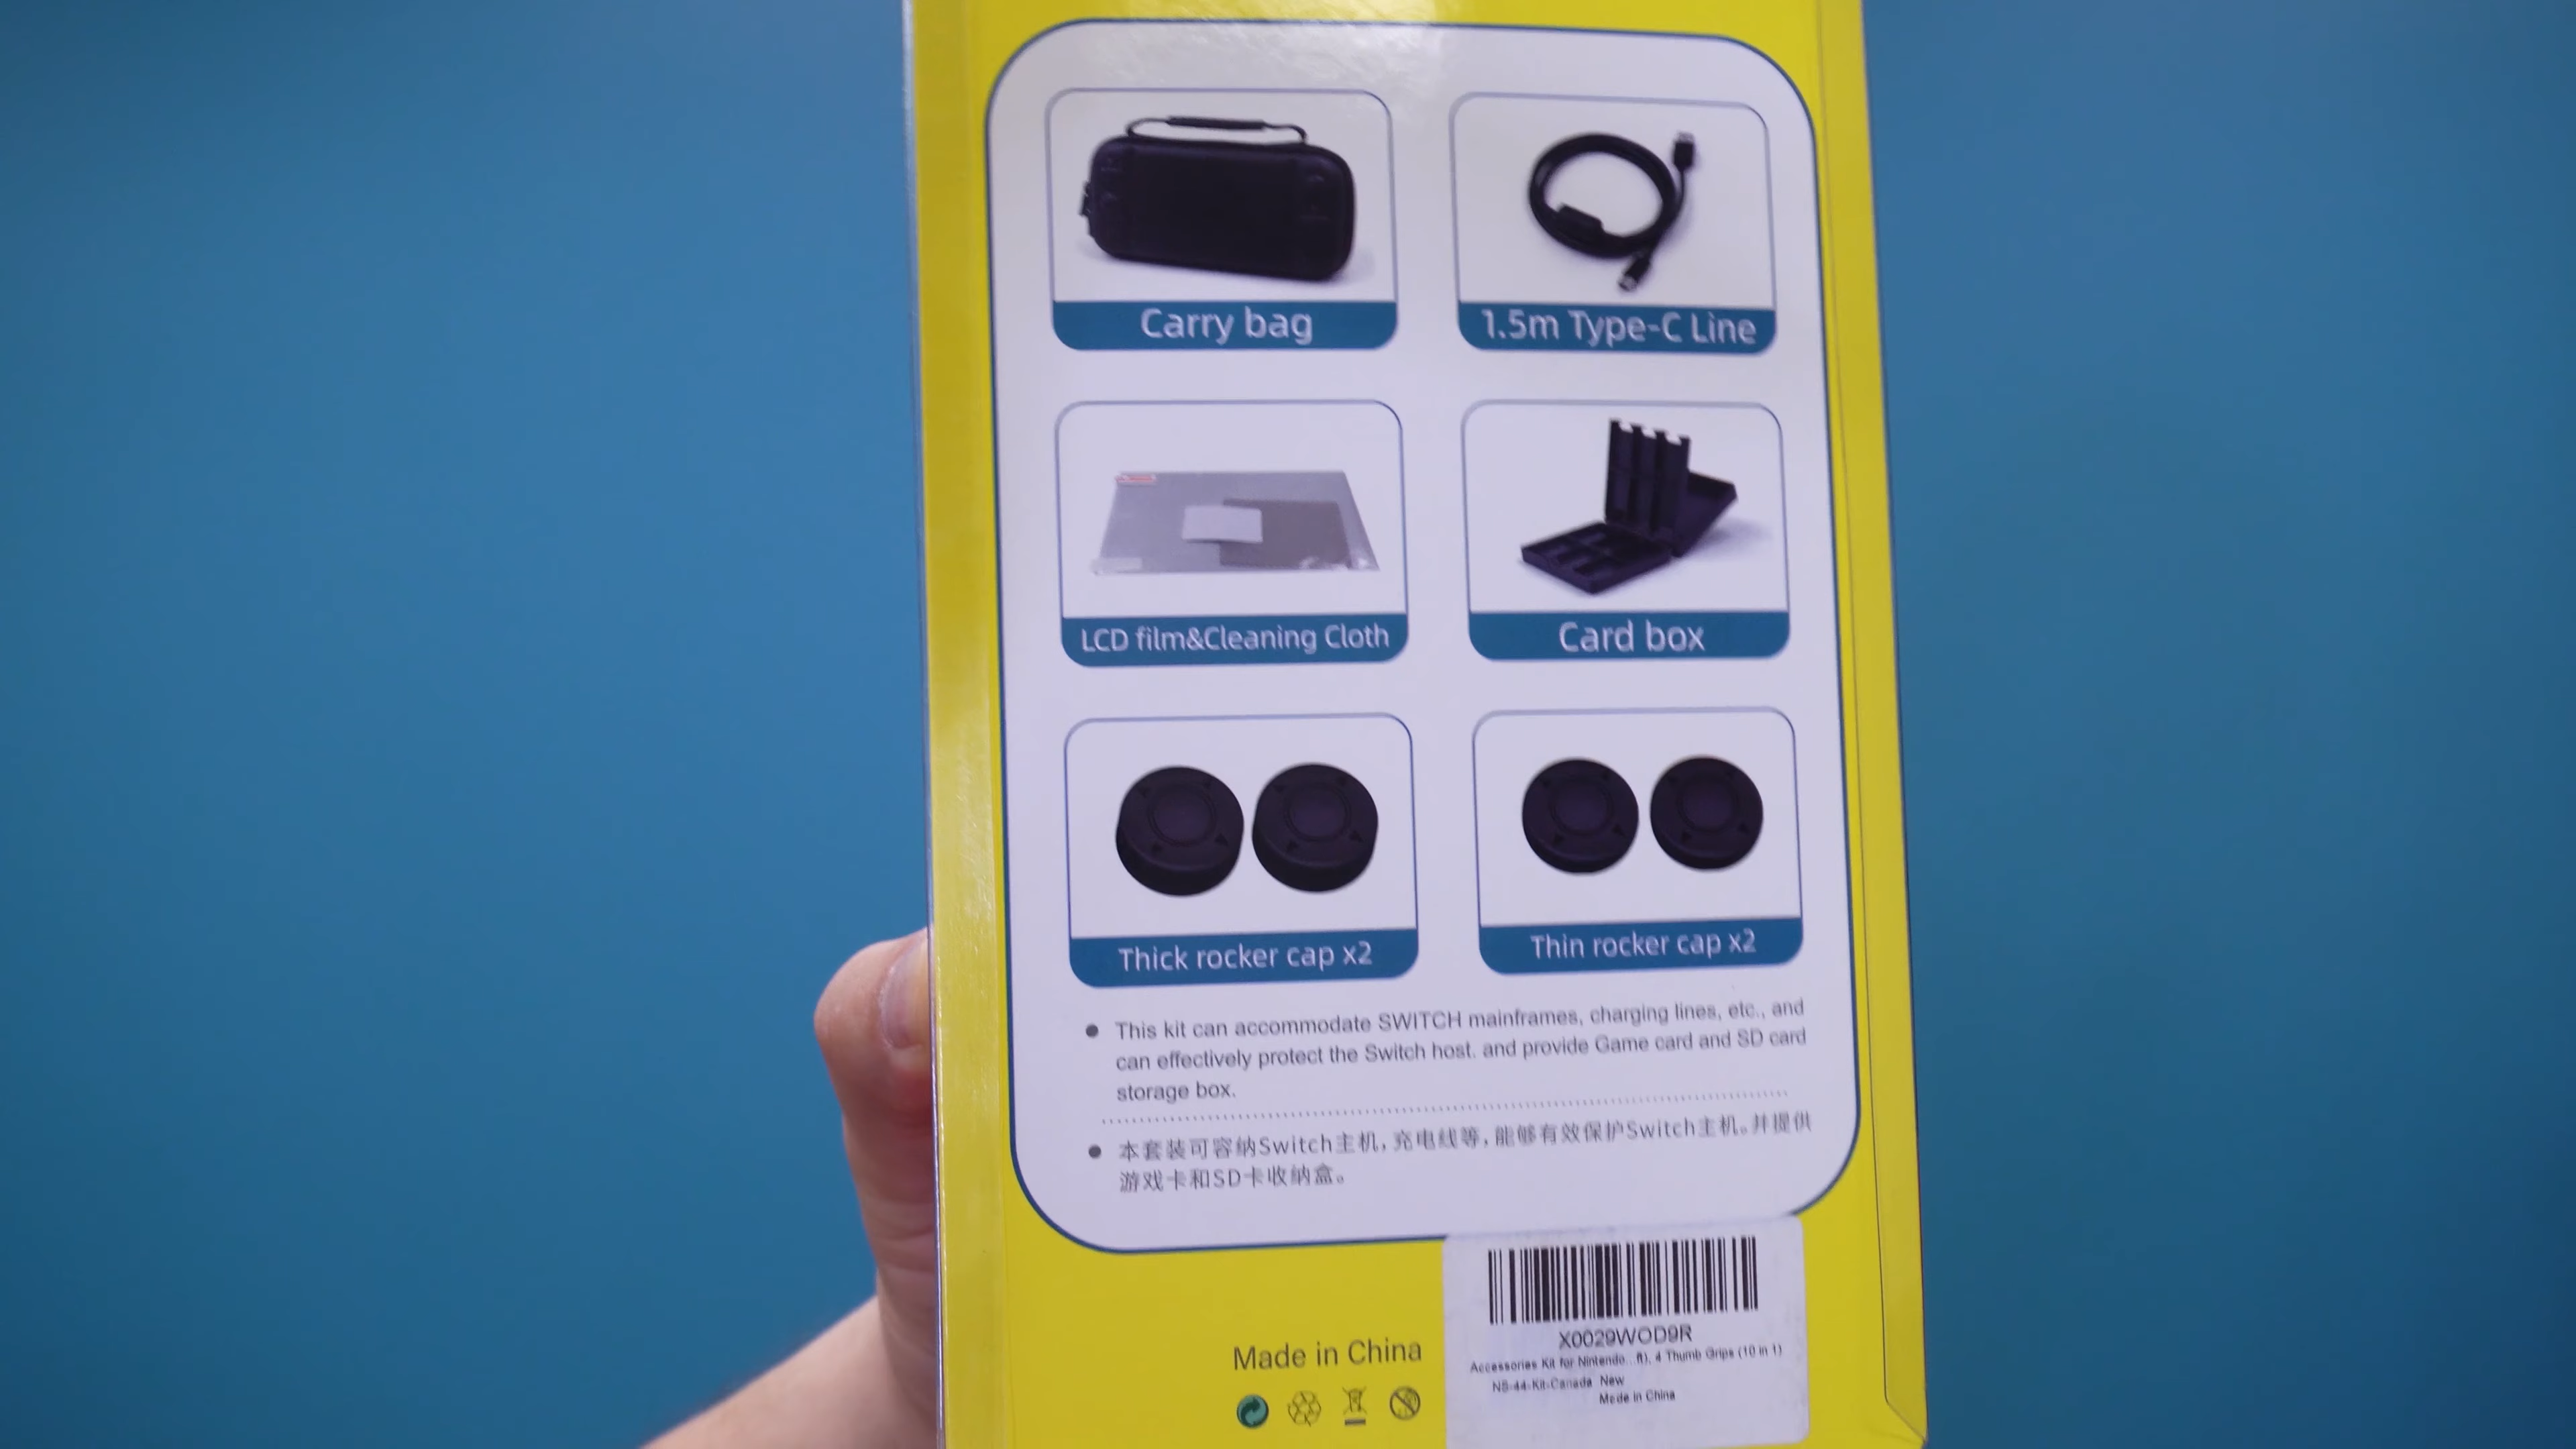 Carry bag
1.5m Type-C Line
LCD film&Cleaning Cloth
Card box
Thick rocker cap x2
Thin rocker cap x2
● This kit can accommodate SWITCH mainframes, charging lines, etc., and
can effectively protect the Switch host. and provide Game card and SD card
storage box.
● 本套装可容纳Switch主机,充电线等,能够有效保护Switch主机。并提供
游戏卡和SD卡收纳盒。
Made in China
X0029WOD9R
Accessories Kit for Nintendo...ft), 4 Thumb Grips (10 in 1)
NS-44-Kit-Canada New
Made in China